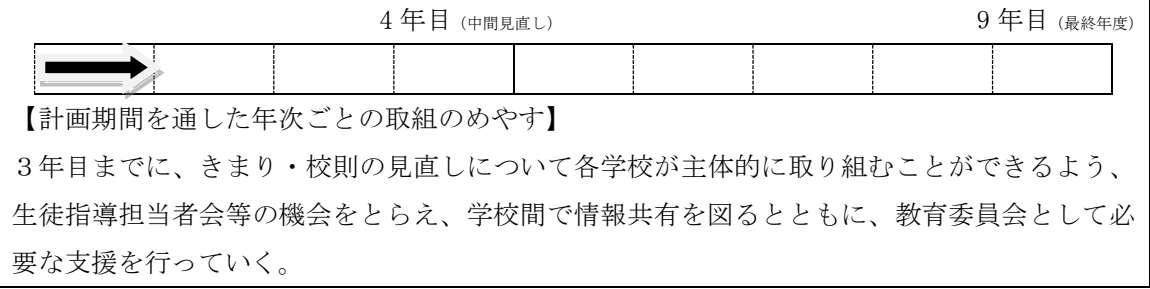 4年目（中間見直し） 9年目（最終年度）
【計画期間を通した年次ごとの取組のめやす】
３年目までに、きまり・校則の見直しについて各学校が主体的に取り組むことができるよう、
生徒指導担当者会等の機会をとらえ、学校間で情報共有を図るとともに、教育委員会として必
要な支援を行っていく。